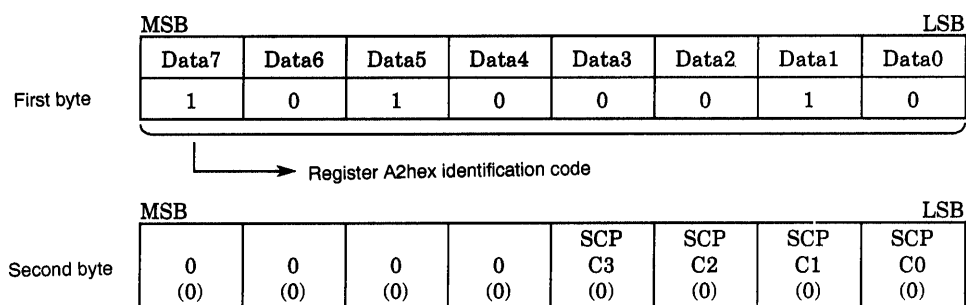 MSB LSB
Data7 Data6 Data5 Data4 Data3 Data2 Data1 Data0
First byte 1 0 1 0 0 0 1 0
Register A2hex identification code
MSB LSB
SCP SCP SCP SCP
Second byte 0 0 0 0 C3 C2 C1 C0
(0) (0) (0) (0) (0) (0) (0) (0)